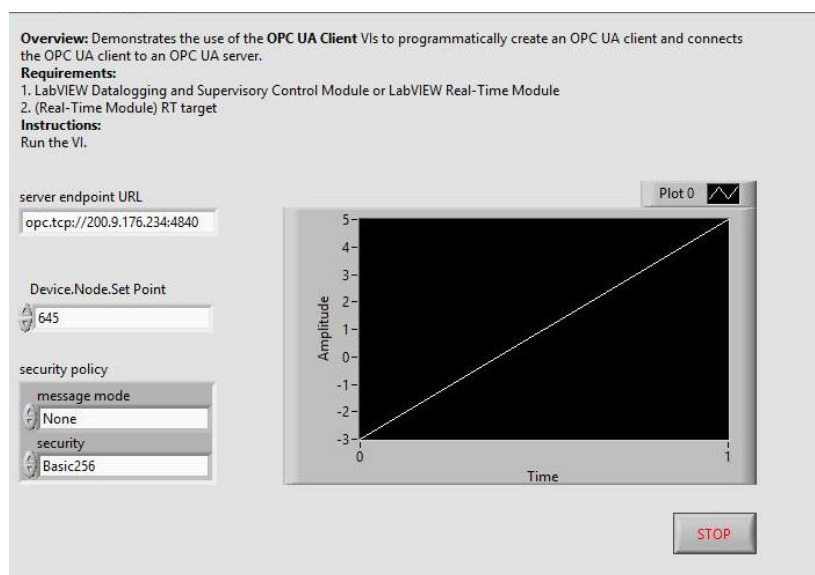 Overview: Demonstrates the use of the OPC UA Client VIs to programmatically create an OPC UA client and connects
the OPC UA client to an OPC UA server.
Requirements:
1. LabVIEW Datalogging and Supervisory Control Module or LabVIEW Real-Time Module
2. (Real-Time Module) RT target
Instructions:
Run the VI.
server endpoint URL
opc.tcp://200.9.176.234:4840
Device.Node.Set Point
645
security policy
message mode
None
security
Basic256
Plot 0
Amplitude
5
4
3
2
1
0
-1
-2
-3
0
1
Time
STOP